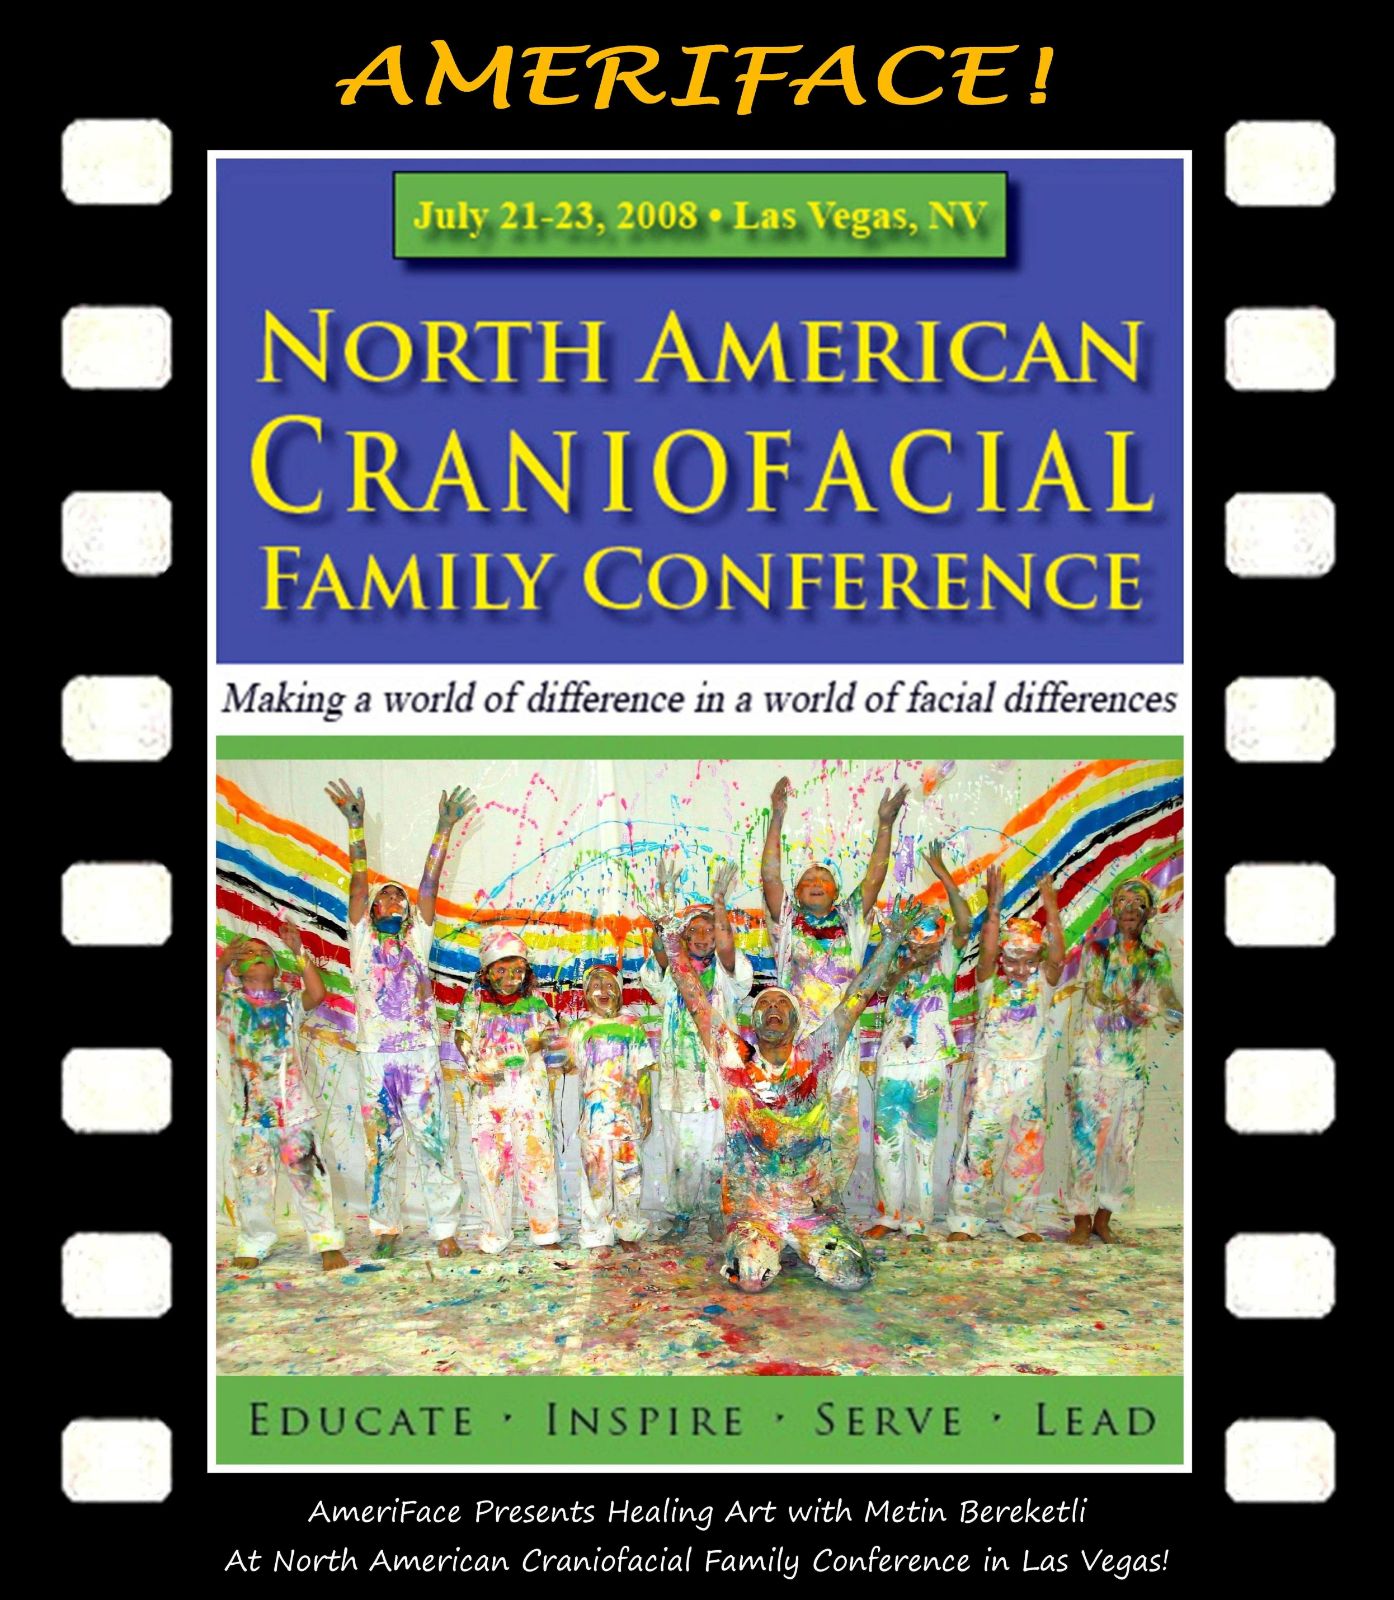 AMERIFACE!
July 21-23, 2008 • Las Vegas, NV
NORTH AMERICAN
CRANIOFACIAL
FAMILY CONFERENCE
Making a world of difference in a world of facial differences
EDUCATE · INSPIRE · SERVE · LEAD
AmeriFace Presents Healing Art with Metin Bereketli
At North American Craniofacial Family Conference in Las Vegas!